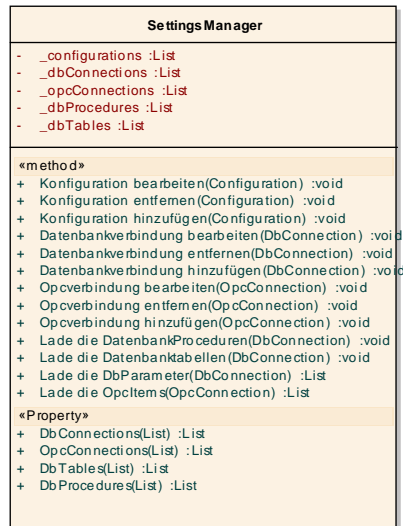 SettingsManager
- _configurations :List
- _dbConnections :List
- _opcConnections :List
- _dbProcedures :List
- _dbTables :List
«method»
+ Konfiguration bearbeiten(Configuration) :void
+ Konfiguration entfernen(Configuration) :void
+ Konfiguration hinzufügen(Configuration) :void
+ Datenbankverbindung bearbeiten(DbConnection) :void
+ Datenbankverbindung entfernen(DbConnection) :void
+ Datenbankverbindung hinzufügen(DbConnection) :void
+ Opcverbindung bearbeiten(OpcConnection) :void
+ Opcverbindung entfernen(OpcConnection) :void
+ Opcverbindung hinzufügen(OpcConnection) :void
+ Lade die DatenbankProceduren(DbConnection) :void
+ Lade die Datenbanktabellen(DbConnection) :void
+ Lade die DbParameter(DbConnection) :List
+ Lade die OpcItems(OpcConnection) :List
«Property»
+ DbConnections(List) :List
+ OpcConnections(List) :List
+ DbTables(List) :List
+ DbProcedures(List) :List